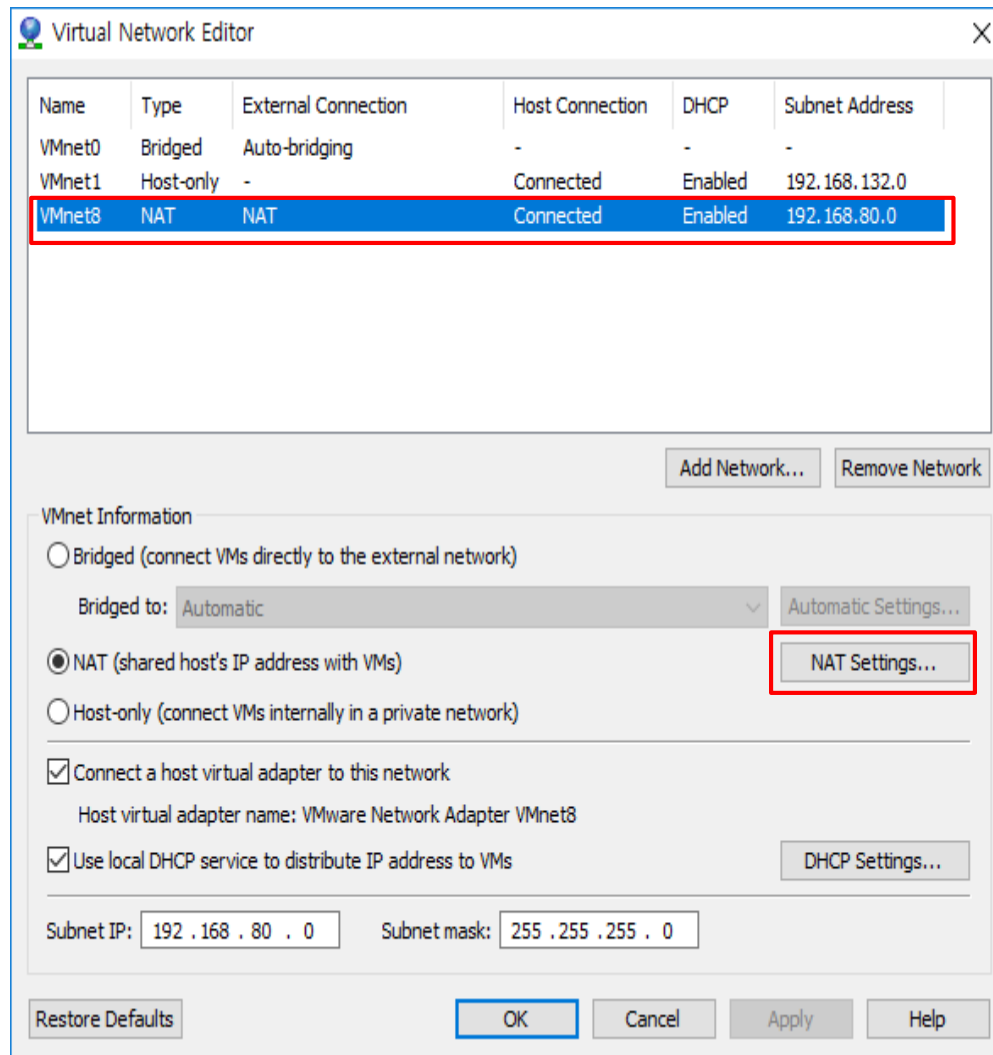 Virtual Network Editor
Name Type External Connection Host Connection DHCP Subnet Address
VMnet0 Bridged Auto-bridging - - -
VMnet1 Host-only - Connected Enabled 192.168.132.0
VMnet8 NAT NAT Connected Enabled 192.168.80.0
Add Network... Remove Network
VMnet Information
Bridged (connect VMs directly to the external network)
Bridged to: Automatic Automatic Settings...
NAT (shared host's IP address with VMs) NAT Settings...
Host-only (connect VMs internally in a private network)
Connect a host virtual adapter to this network
Host virtual adapter name: VMware Network Adapter VMnet8
Use local DHCP service to distribute IP address to VMs DHCP Settings...
Subnet IP: 192 . 168 . 80 . 0 Subnet mask: 255 . 255 . 255 . 0
Restore Defaults OK Cancel Apply Help